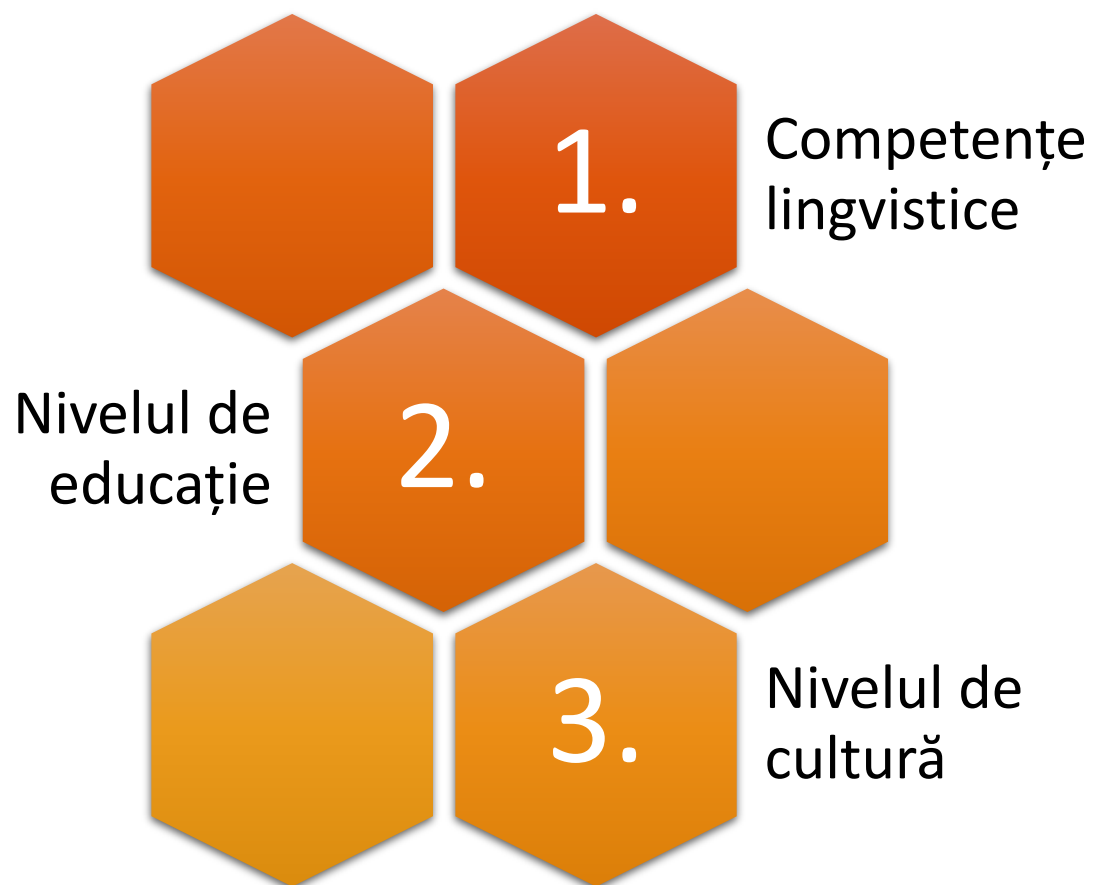 1.
Competențe
lingvistice
2.
Nivelul de
educație
3.
Nivelul de
cultură